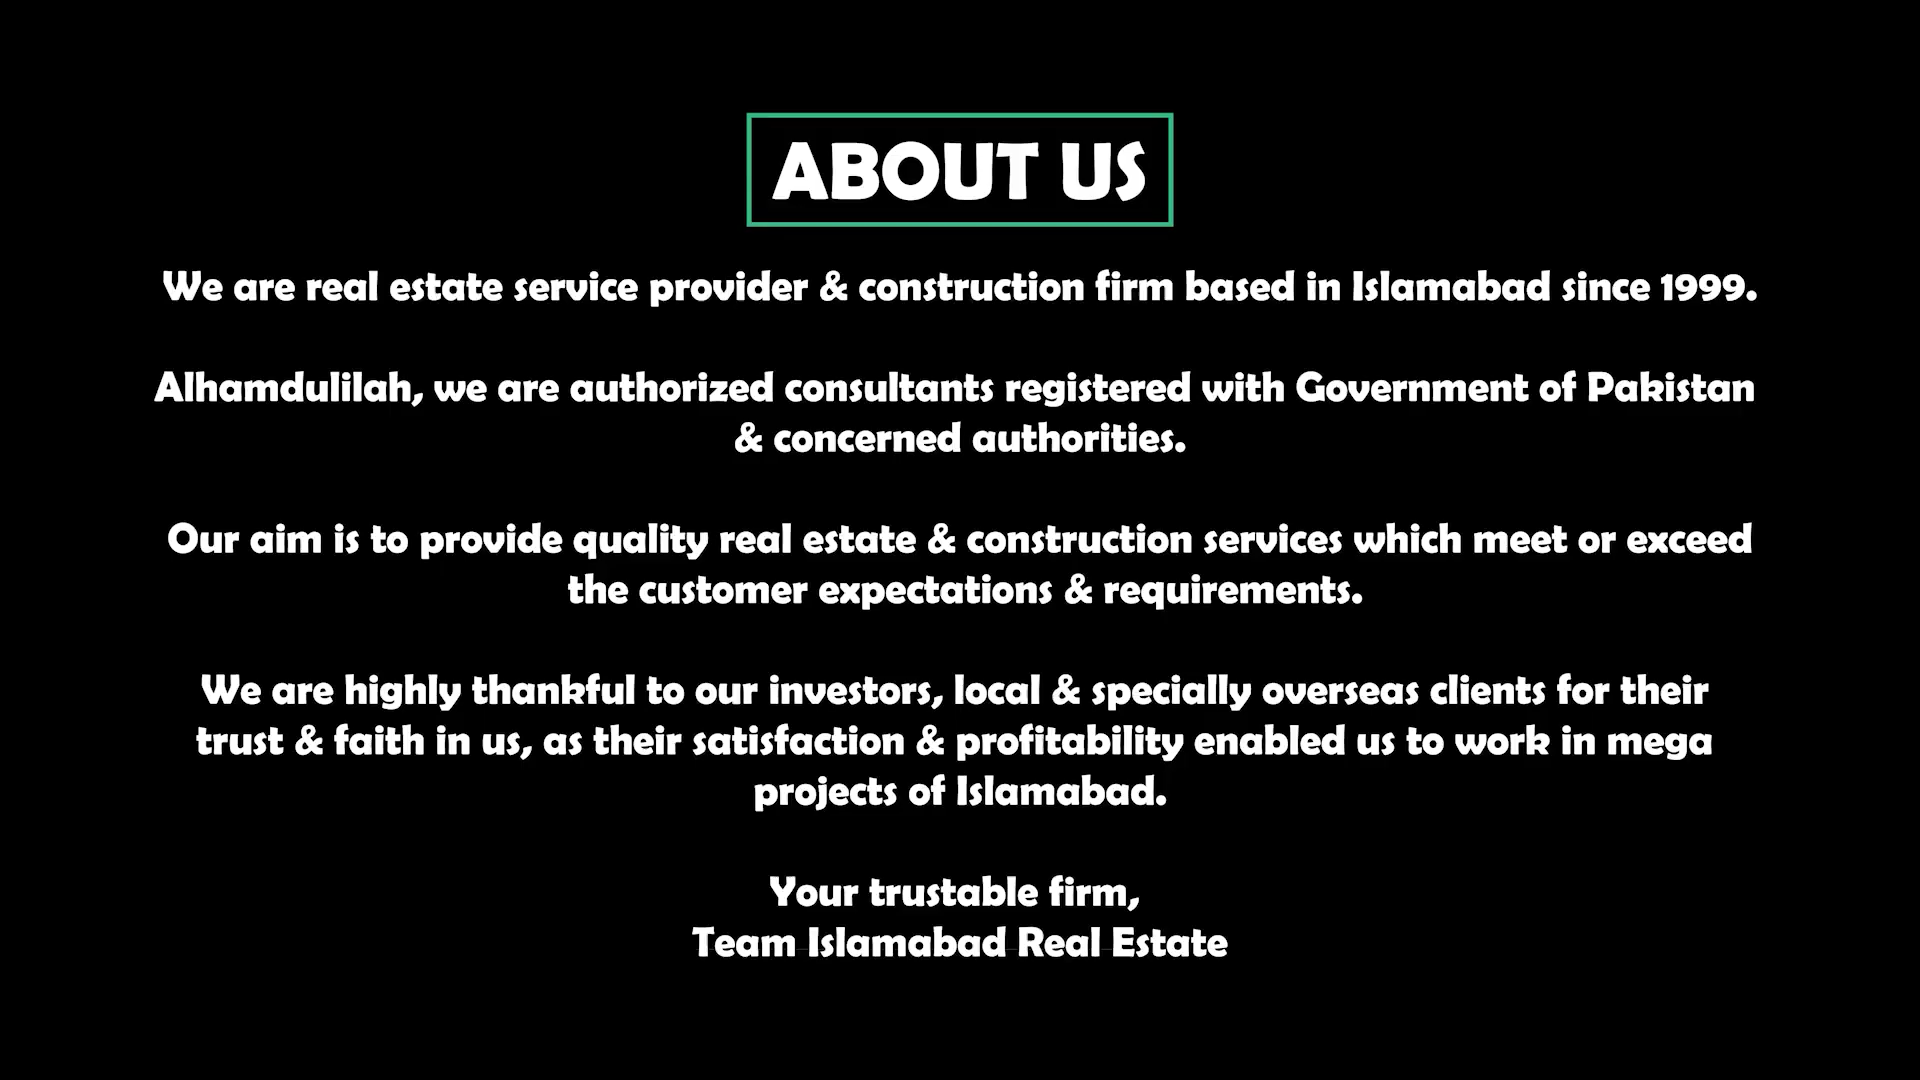 ABOUT US
We are real estate service provider & construction firm based in Islamabad since 1999.
Alhamdulilah, we are authorized consultants registered with Government of Pakistan
& concerned authorities.
Our aim is to provide quality real estate & construction services which meet or exceed
the customer expectations & requirements.
We are highly thankful to our investors, local & specially overseas clients for their
trust & faith in us, as their satisfaction & profitability enabled us to work in mega
projects of Islamabad.
Your trustable firm,
Team Islamabad Real Estate